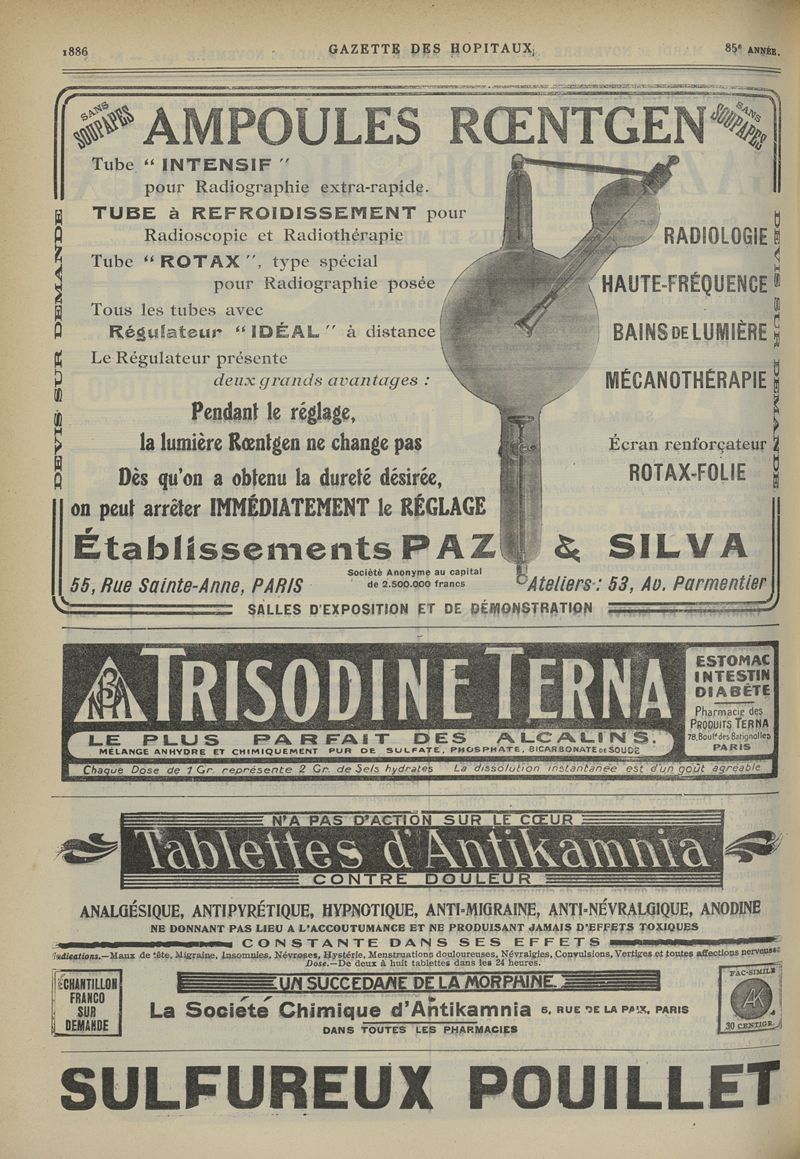 1886
GAZETTE DES HOPITAUX;
85e ANNÉE.
SANS SOUPAPES
AMPOULES RŒNTGEN
SANS SOUPAPES
Tube “ INTENSIF ”
pour Radiographie extra-rapide.
TUBE à REFROIDISSEMENT pour
Radioscopie et Radiothérapie
Tube “ ROTAX ”, type spécial
pour Radiographie posée
Tous les tubes avec
Régulateur “IDÉAL” à distance
Le Régulateur présente
deux grands avantages :
Pendant le réglage,
la lumière Rœntgen ne change pas
Dès qu'on a obtenu la dureté désirée,
on peut arrêter IMMÉDIATEMENT le RÉGLAGE
DEVIS SUR DEMANDE
RADIOLOGIE
HAUTE-FRÉQUENCE
BAINS DE LUMIÈRE
MÉCANOTHÉRAPIE
Écran renforçateur
ROTAX-FOLIE
DEVIS SUR DEMANDE
Établissements PAZ & SILVA
55, Rue Sainte-Anne, PARIS
Société Anonyme au capital
de 2.500.000 francs
Ateliers : 53, Av. Parmentier
SALLES D'EXPOSITION ET DE DÉMONSTRATION
TRISODINE TERNA
LE PLUS PARFAIT DES ALCALINS.
MÉLANGE ANHYDRE ET CHIMIQUEMENT PUR DE SULFATE, PHOSPHATE, BICARBONATE DE SOUDE
ESTOMAC
INTESTIN
DIABÈTE
Pharmacie des
PRODUITS TERNA
78, Bould des Batignolles
PARIS
Chaque Dose de 1 Gr. représente 2 Gr. de Sels hydratés La dissolution instantanée est d'un goût agréable
N'A PAS D'ACTION SUR LE CŒUR
Tablettes d'Antikamnia
CONTRE DOULEUR
ANALGÉSIQUE, ANTIPYRÉTIQUE, HYPNOTIQUE, ANTI-MIGRAINE, ANTI-NÉVRALGIQUE, ANODINE
NE DONNANT PAS LIEU A L'ACCOUTUMANCE ET NE PRODUISANT JAMAIS D'EFFETS TOXIQUES
CONSTANTE DANS SES EFFETS
Indications.—Maux de tête, Migraine, Insomnies, Névroses, Hystérie, Menstruations douloureuses, Névralgies, Convulsions, Vertiges et toutes affections nerveuses
Dose.—De deux à huit tablettes dans les 24 heures.
UN SUCCÉDANÉ DE LA MORPHINE.
ÉCHANTILLON
FRANCO
SUR
DEMANDE
La Société Chimique d'Antikamnia 5, RUE DE LA PAIX, PARIS
DANS TOUTES LES PHARMACIES
FAC-SIMILE
AK
30 CENTIGR.
SULFUREUX POUILLET